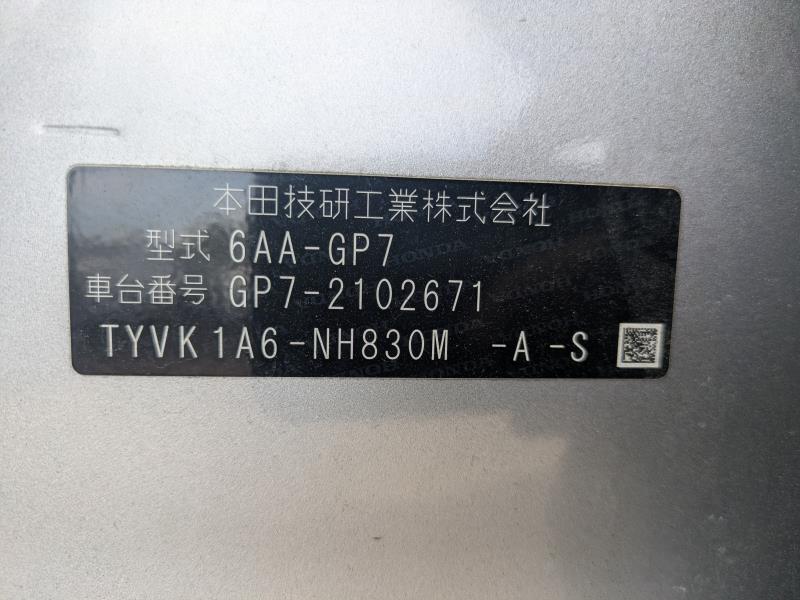 本田技研工業株式会社
型式 6AA-GP7
車台番号 GP7-2102671
TYVK1A6-NH830M -A-S